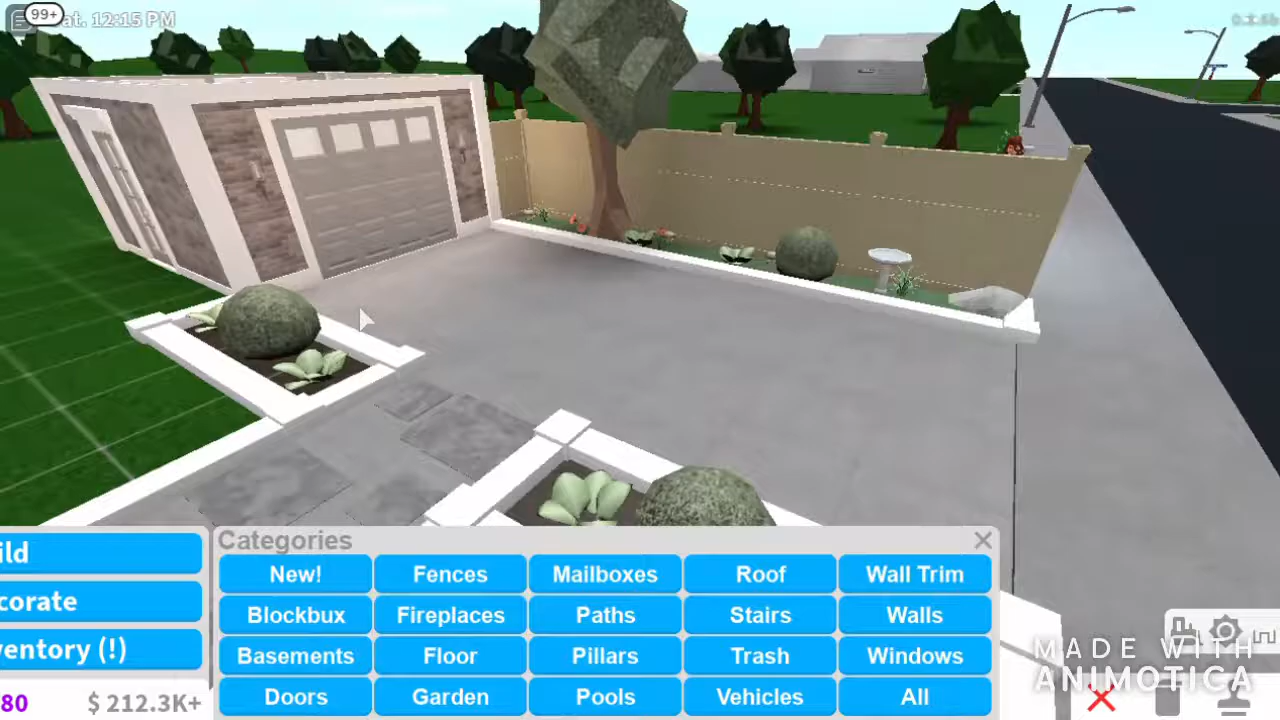 99+
at. 12:15 PM
Categories
New!
Fences
Mailboxes
Roof
Wall Trim
Blockbux
Fireplaces
Paths
Stairs
Walls
Basements
Floor
Pillars
Trash
Windows
Doors
Garden
Pools
Vehicles
All
ild
corate
ventory (!)
80
$ 212.3K+
MADE WITH
ANIMOTICA